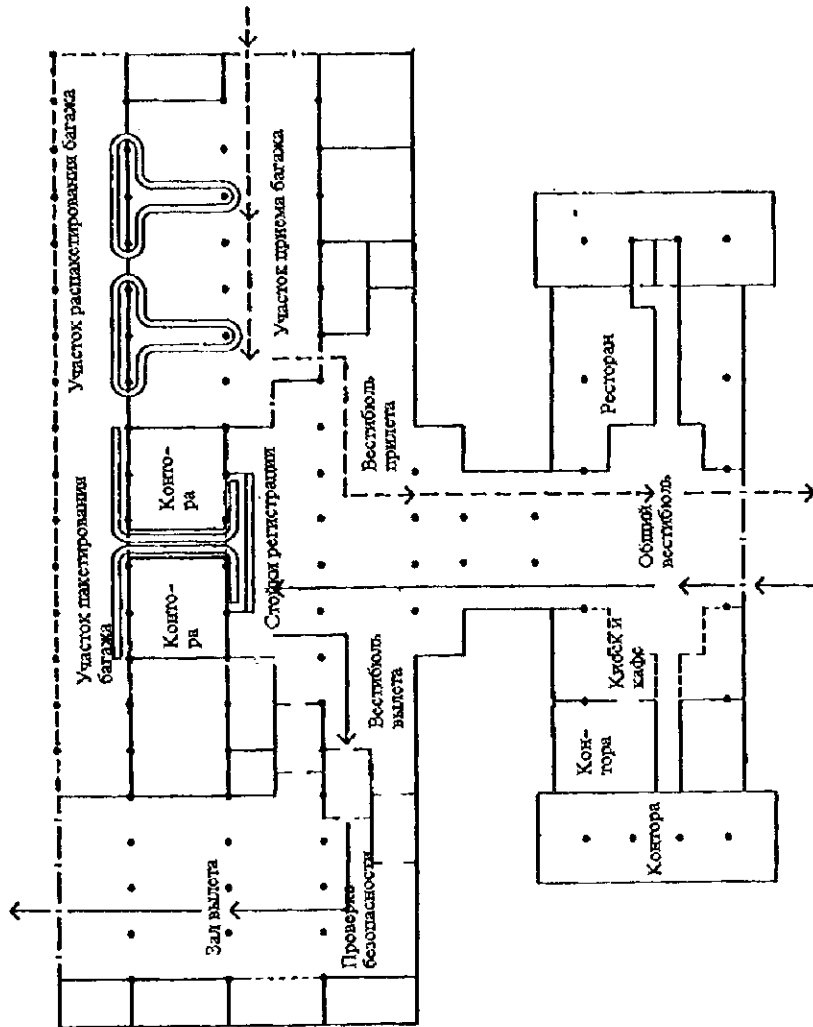 Участок распакетирования багажа
Участок приема багажа
Участок пакетирования
багажа
Конто-
ра
Конто-
ра
Стойки регистрации
Вестибюль
прилета
Вестибюль
вылета
Зал вылета
Проверка
безопасности
Ресторан
Общий
вестибюль
Киоск и
кафе
Кон-
тора
Контора